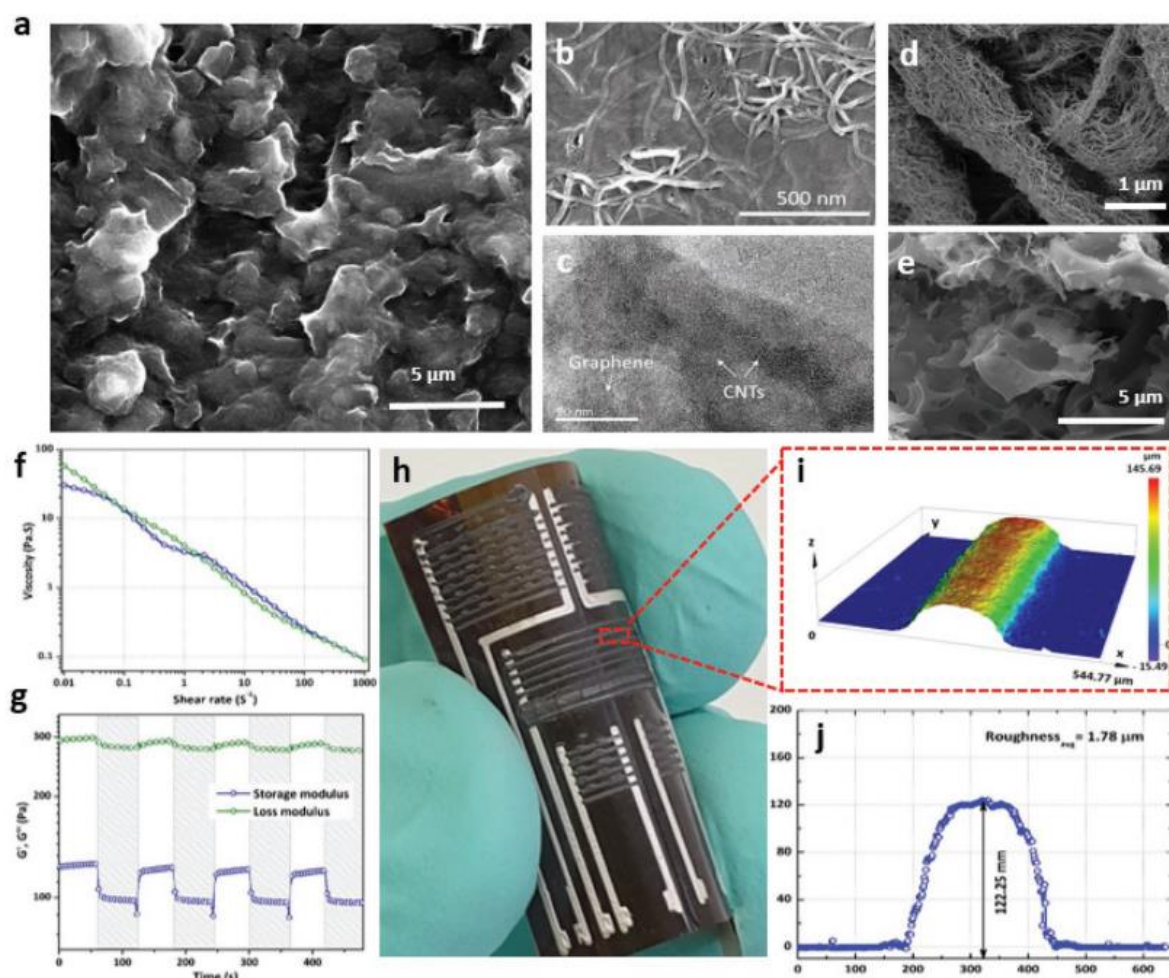 a
5 µm
b
500 nm
c
Graphene
CNTs
d
1 µm
e
5 µm
f
Viscosity (Pa.S)
100
10
1
0.1
0.01 0.1 1 10 100 1000
Shear rate (S⁻¹)
g
G', G'' (Pa)
300
200
100
Storage modulus
Loss modulus
0 100 200 300 400
Time (s)
h
i
µm
145.69
0
- 15.49
z
y
x
0
544.77 µm
j
Roughness avg = 1.78 µm
200
160
120
80
40
0
122.25 mm
0 100 200 300 400 500 600